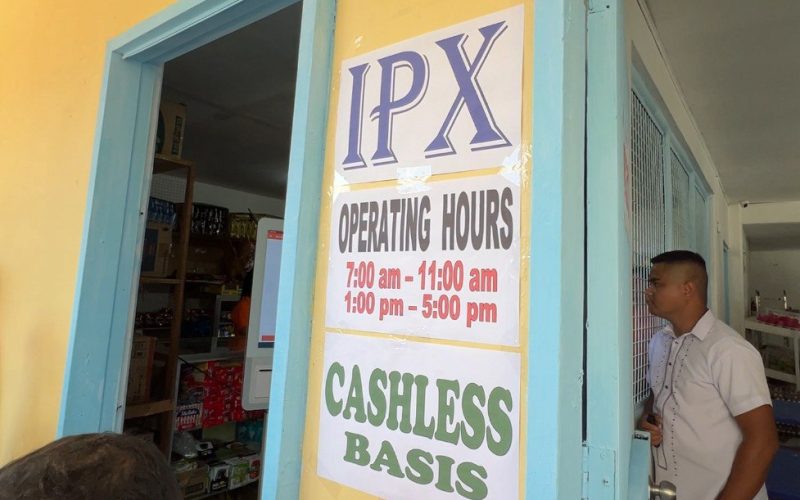 IPX
OPERATING HOURS
7:00 am – 11:00 am
1:00 pm – 5:00 pm
CASHLESS
BASIS